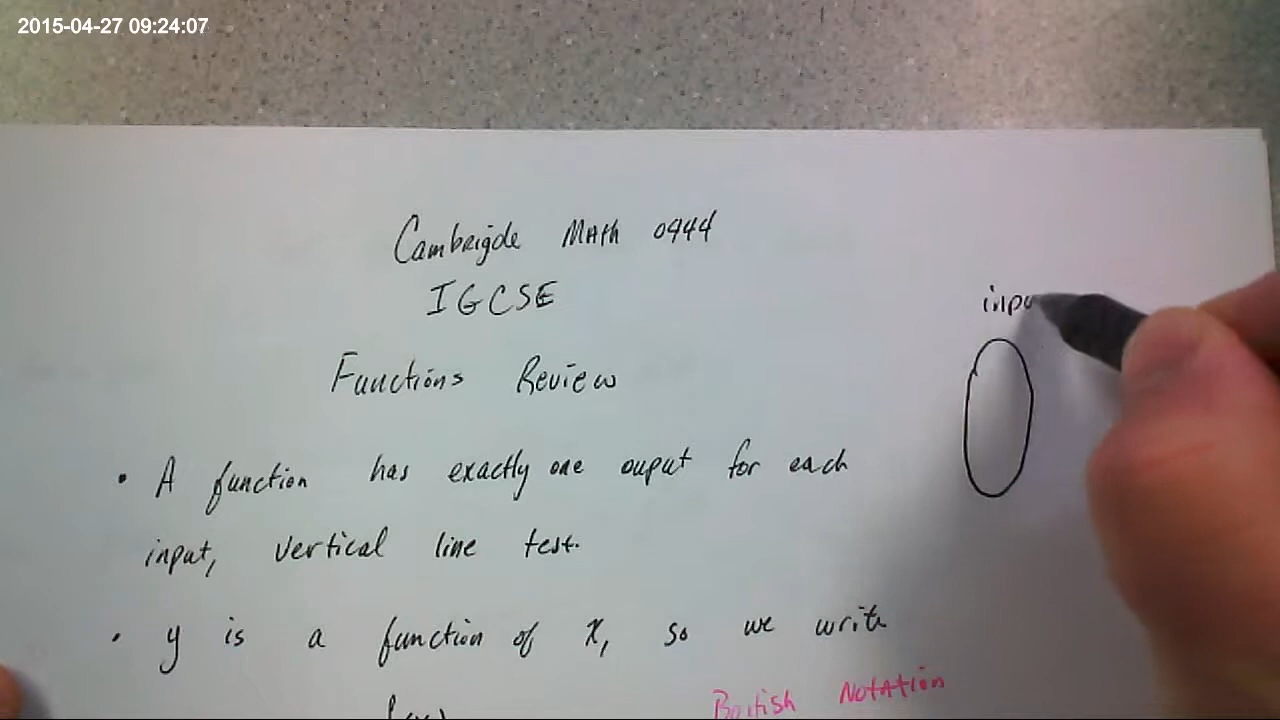 2015-04-27 09:24:07
Cambrigde Math 0444
IGCSE
inpu
Functions Review
• A function has exactly one ouput for each
input, vertical line test.
• y is a function of x, so we write
British Notation